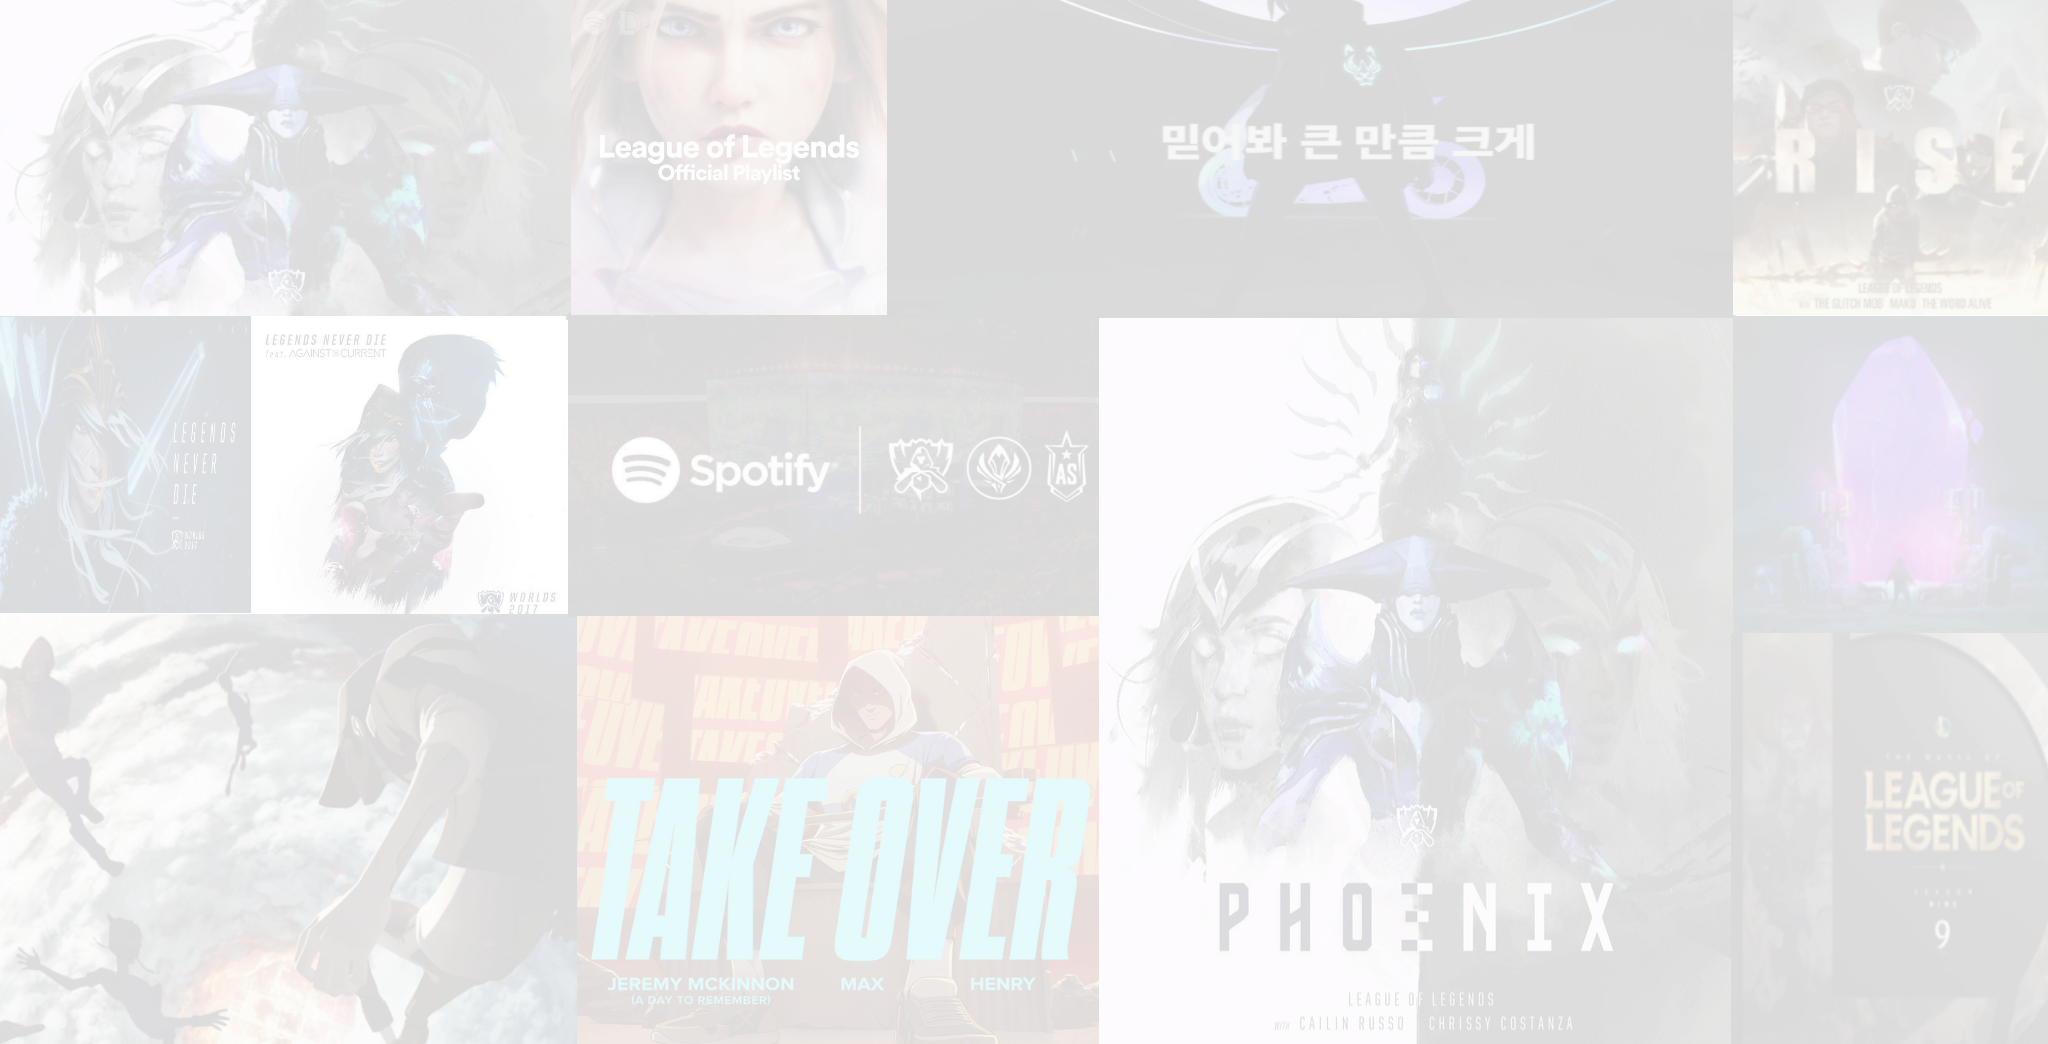 League of Legends
Official Playlist
믿어봐 큰 만큼 크게
RISE
LEAGUE OF LEGENDS
THE GLITCH MOB MAKO THE WORD ALIVE
LEGENDS
NEVER
DIE
WORLDS
2017
LEGENDS NEVER DIE
feat. AGAINST THE CURRENT
WORLDS
2017
Spotify
AS
TAKE OVER
JEREMY MCKINNON
(A DAY TO REMEMBER)
MAX
HENRY
PHOENIX
LEAGUE OF LEGENDS
WITH CAILIN RUSSO CHRISSY COSTANZA
THE MUSIC OF
LEAGUE OF
LEGENDS
SEASON
NINE
9